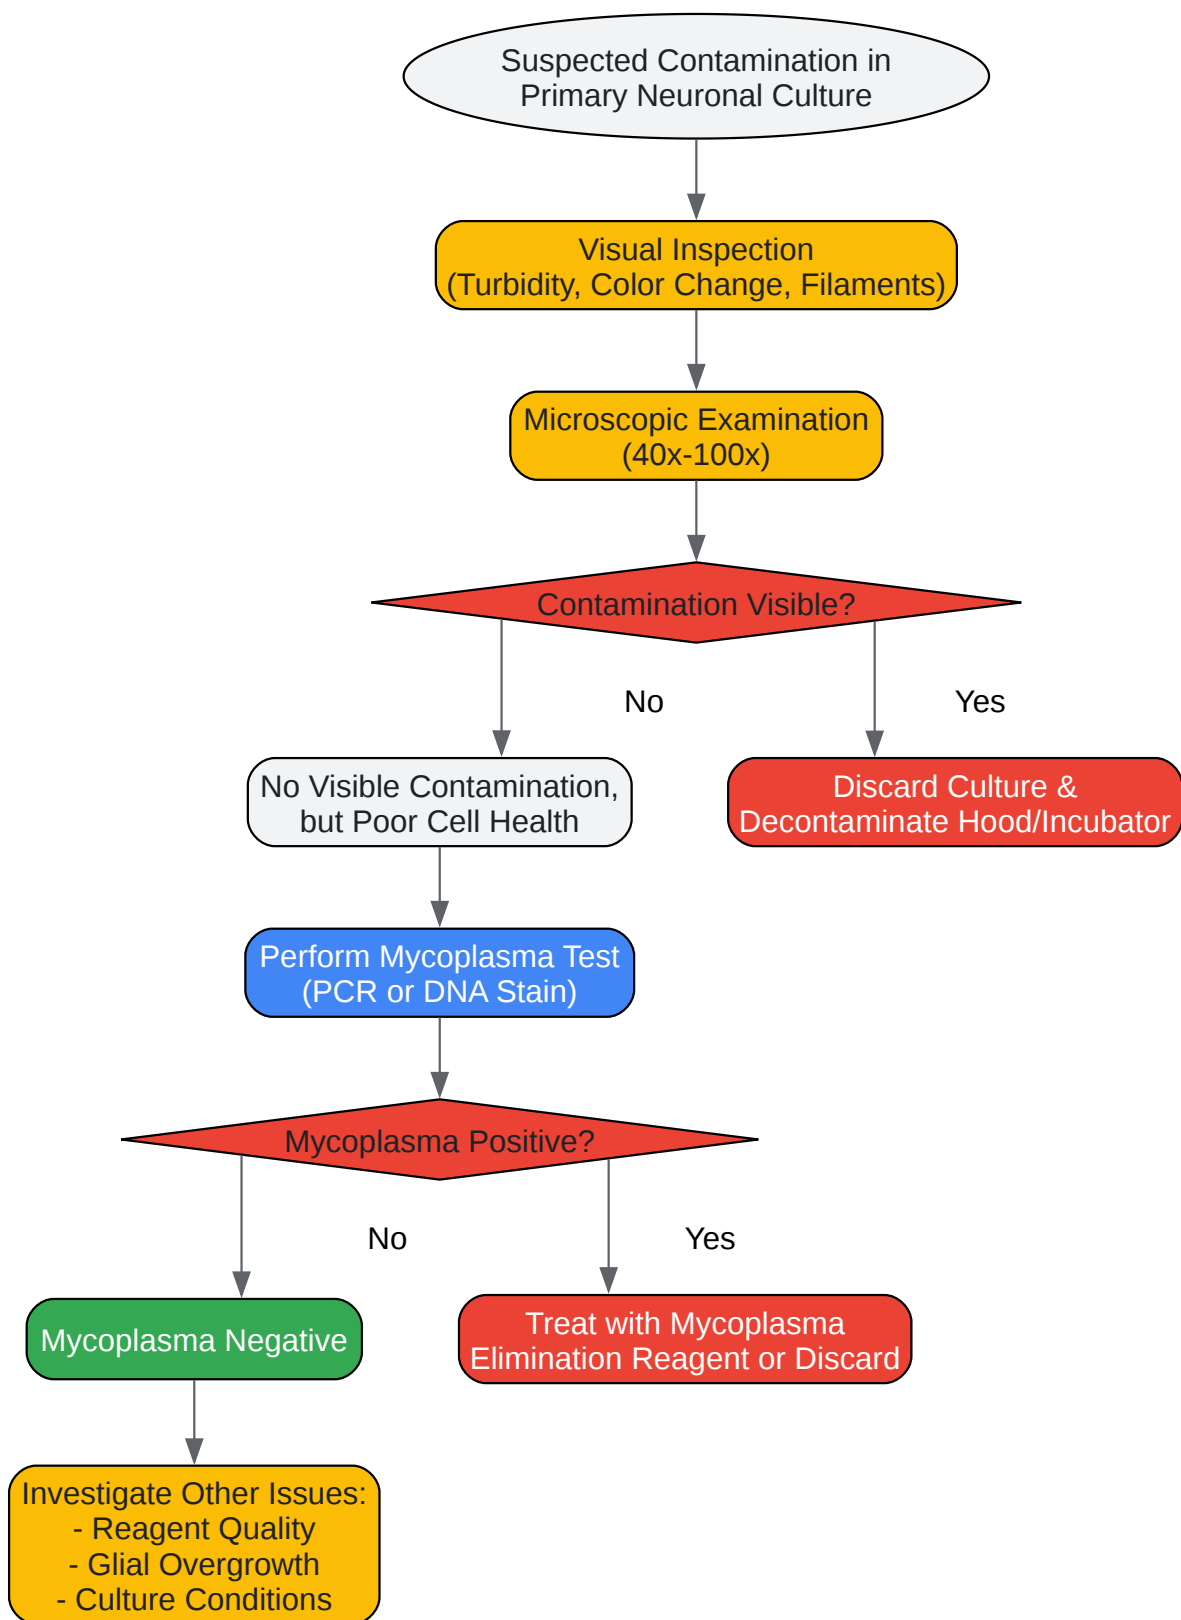 Suspected Contamination in
Primary Neuronal Culture
Visual Inspection
(Turbidity, Color Change, Filaments)
Microscopic Examination
(40x-100x)
Contamination Visible?
No
Yes
No Visible Contamination,
but Poor Cell Health
Discard Culture &
Decontaminate Hood/Incubator
Perform Mycoplasma Test
(PCR or DNA Stain)
Mycoplasma Positive?
No
Yes
Mycoplasma Negative
Treat with Mycoplasma
Elimination Reagent or Discard
Investigate Other Issues:
- Reagent Quality
- Glial Overgrowth
- Culture Conditions